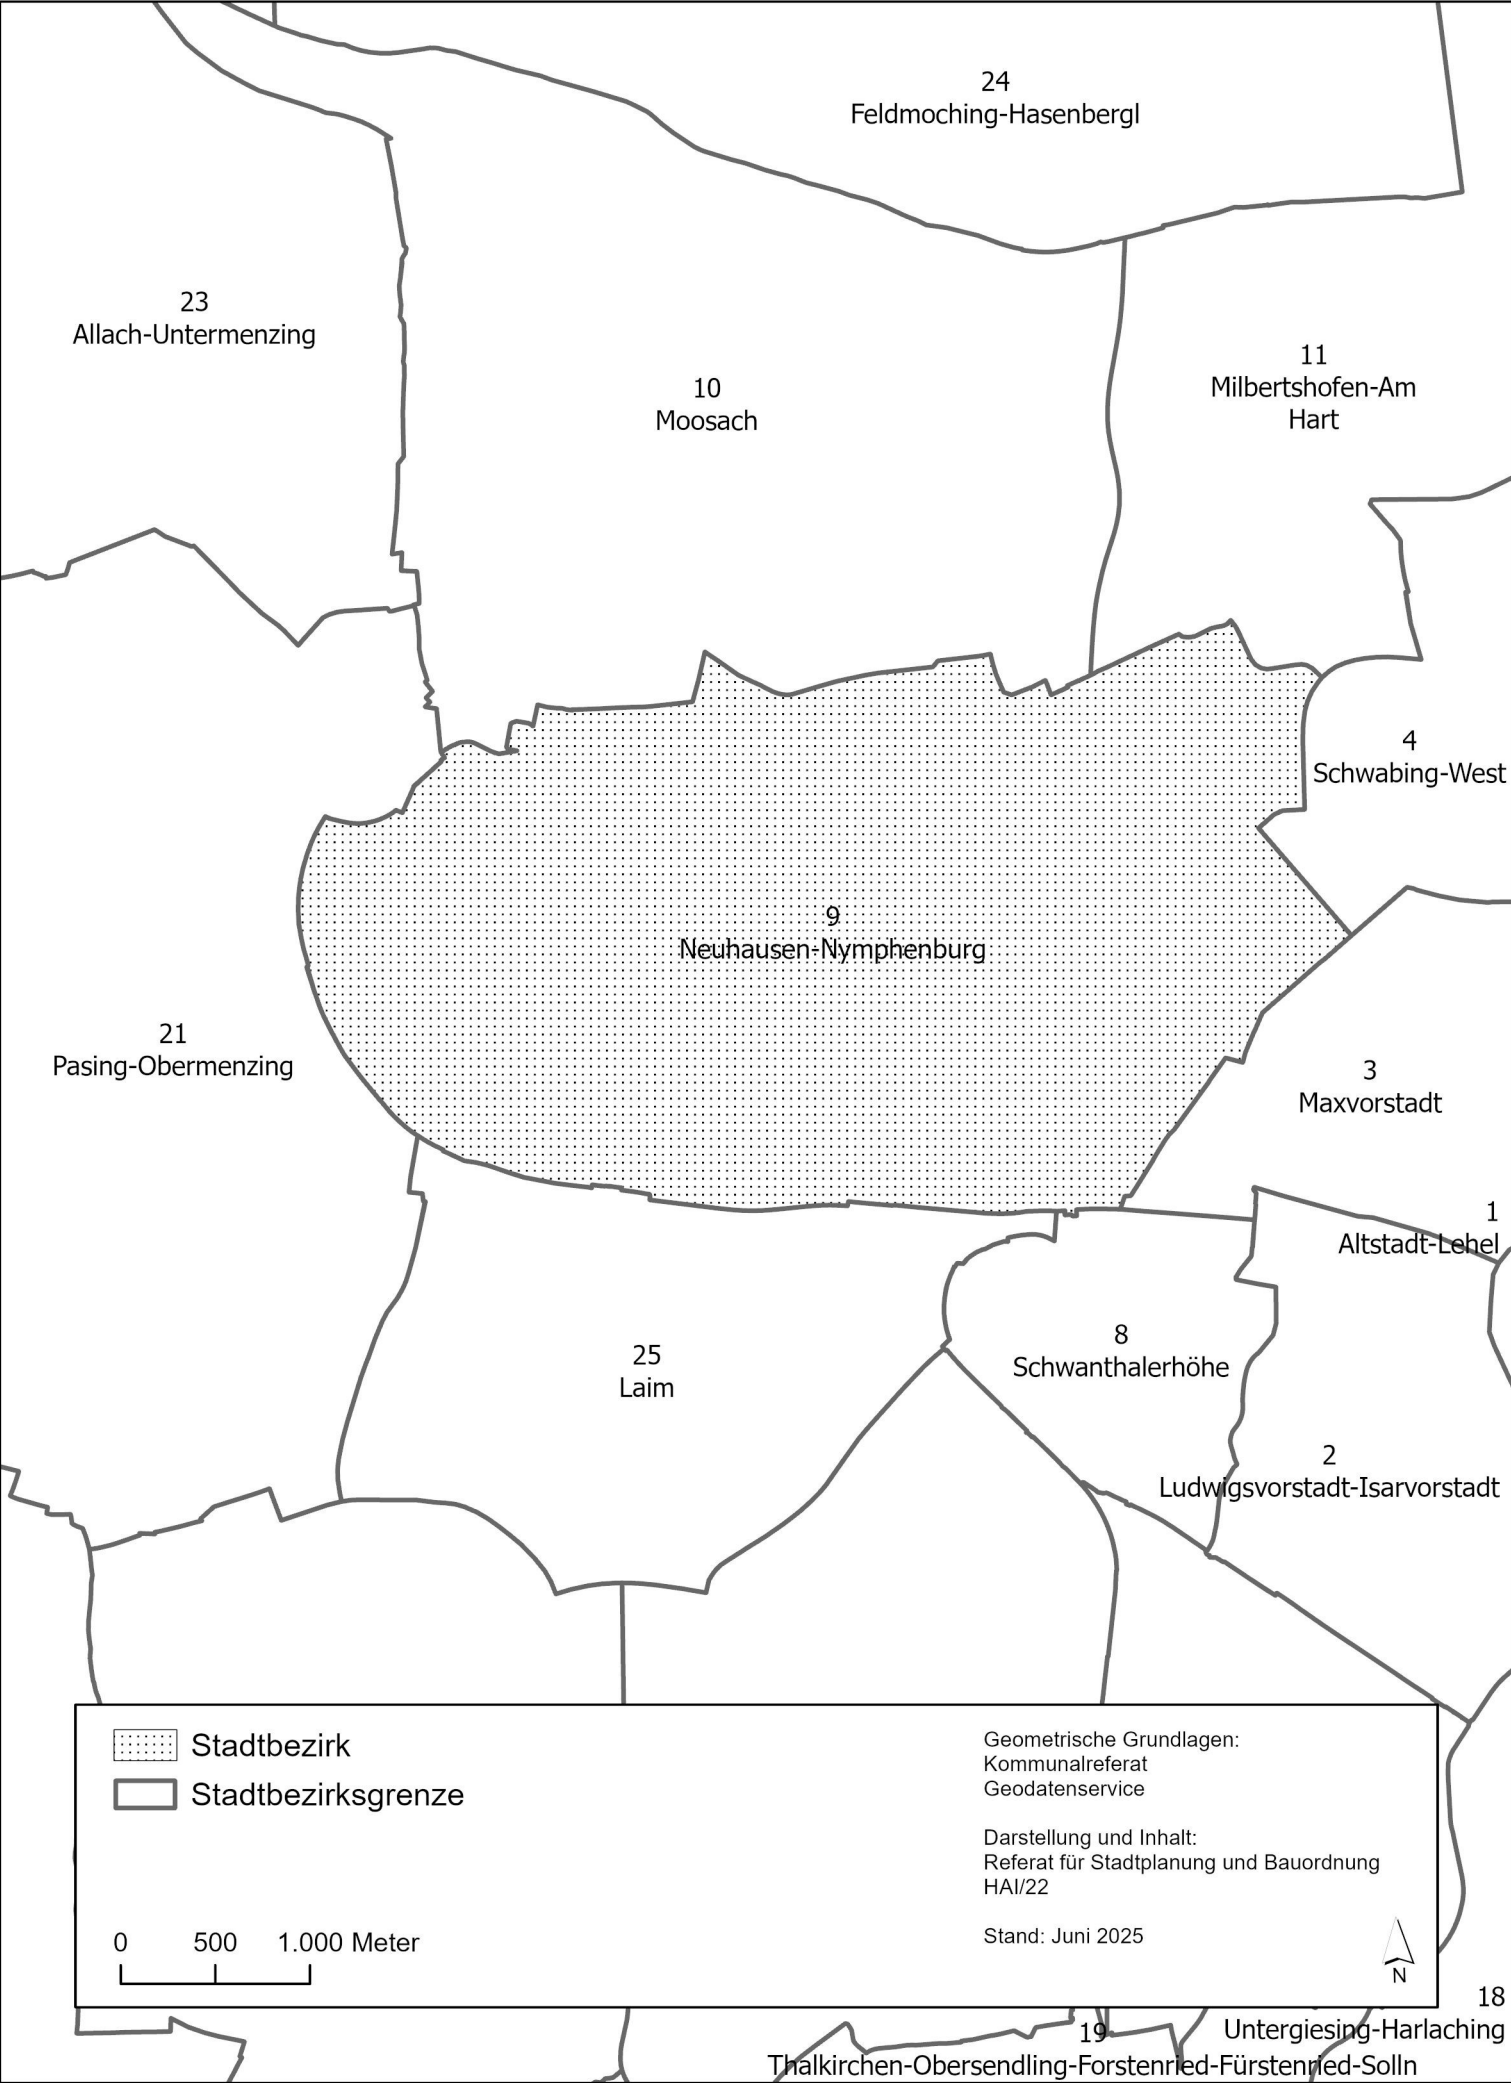 24
Feldmoching-Hasenbergl
23
Allach-Untermenzing
11
Milbertshofen-Am
Hart
10
Moosach
4
Schwabing-West
9
Neuhausen-Nymphenburg
21
Pasing-Obermenzing
3
Maxvorstadt
1
Altstadt-Lehel
8
Schwanthalerhöhe
25
Laim
2
Ludwigsvorstadt-Isarvorstadt
Stadtbezirk
Stadtbezirksgrenze
0 500 1.000 Meter
Geometrische Grundlagen:
Kommunalreferat
Geodatenservice
Darstellung und Inhalt:
Referat für Stadtplanung und Bauordnung
HAI/22
Stand: Juni 2025
N
18
Untergiesing-Harlaching
19
Thalkirchen-Obersendling-Forstenried-Fürstenried-Solln